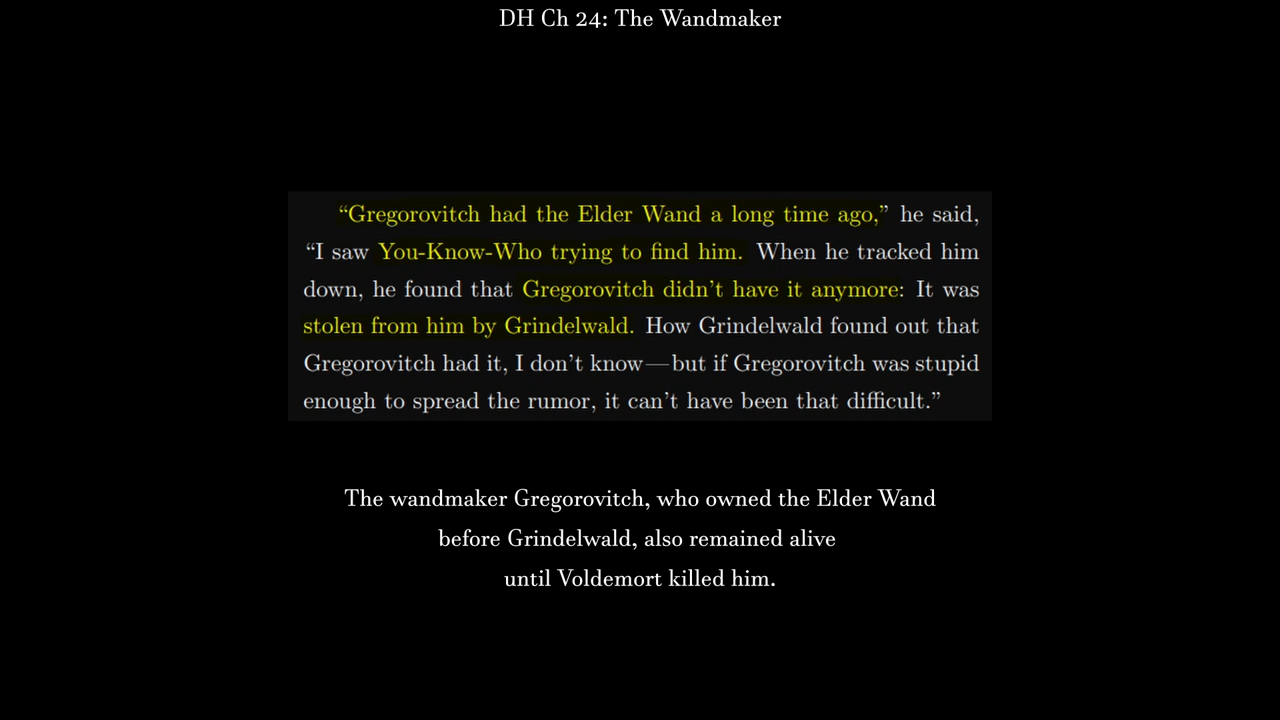 DH Ch 24: The Wandmaker
“Gregorovitch had the Elder Wand a long time ago,” he said,
“I saw You-Know-Who trying to find him. When he tracked him
down, he found that Gregorovitch didn’t have it anymore: It was
stolen from him by Grindelwald. How Grindelwald found out that
Gregorovitch had it, I don’t know—but if Gregorovitch was stupid
enough to spread the rumor, it can’t have been that difficult.”
The wandmaker Gregorovitch, who owned the Elder Wand
before Grindelwald, also remained alive
until Voldemort killed him.